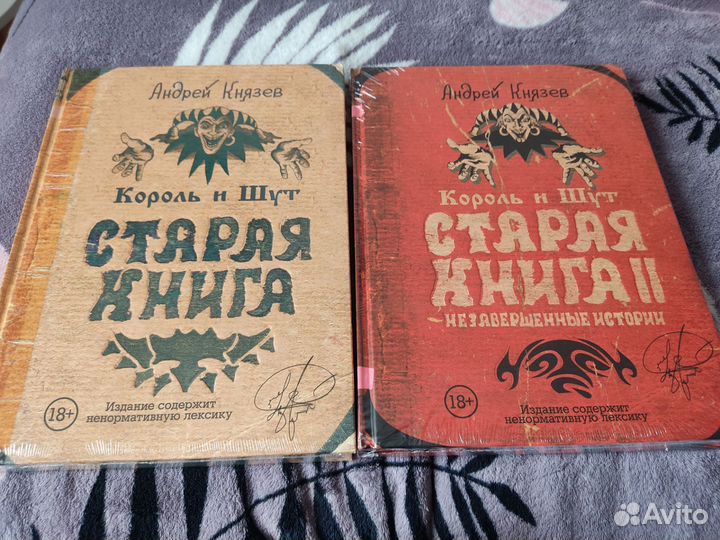 Андрей Князев
Король и Шут
СТАРАЯ
КНИГА
18+
Издание содержит
ненормативную лексику
Андрей Князев
Король и Шут
СТАРАЯ
КНИГА II
НЕЗАВЕРШЕННЫЕ ИСТОРИИ
18+
Издание содержит
ненормативную лексику
Avito